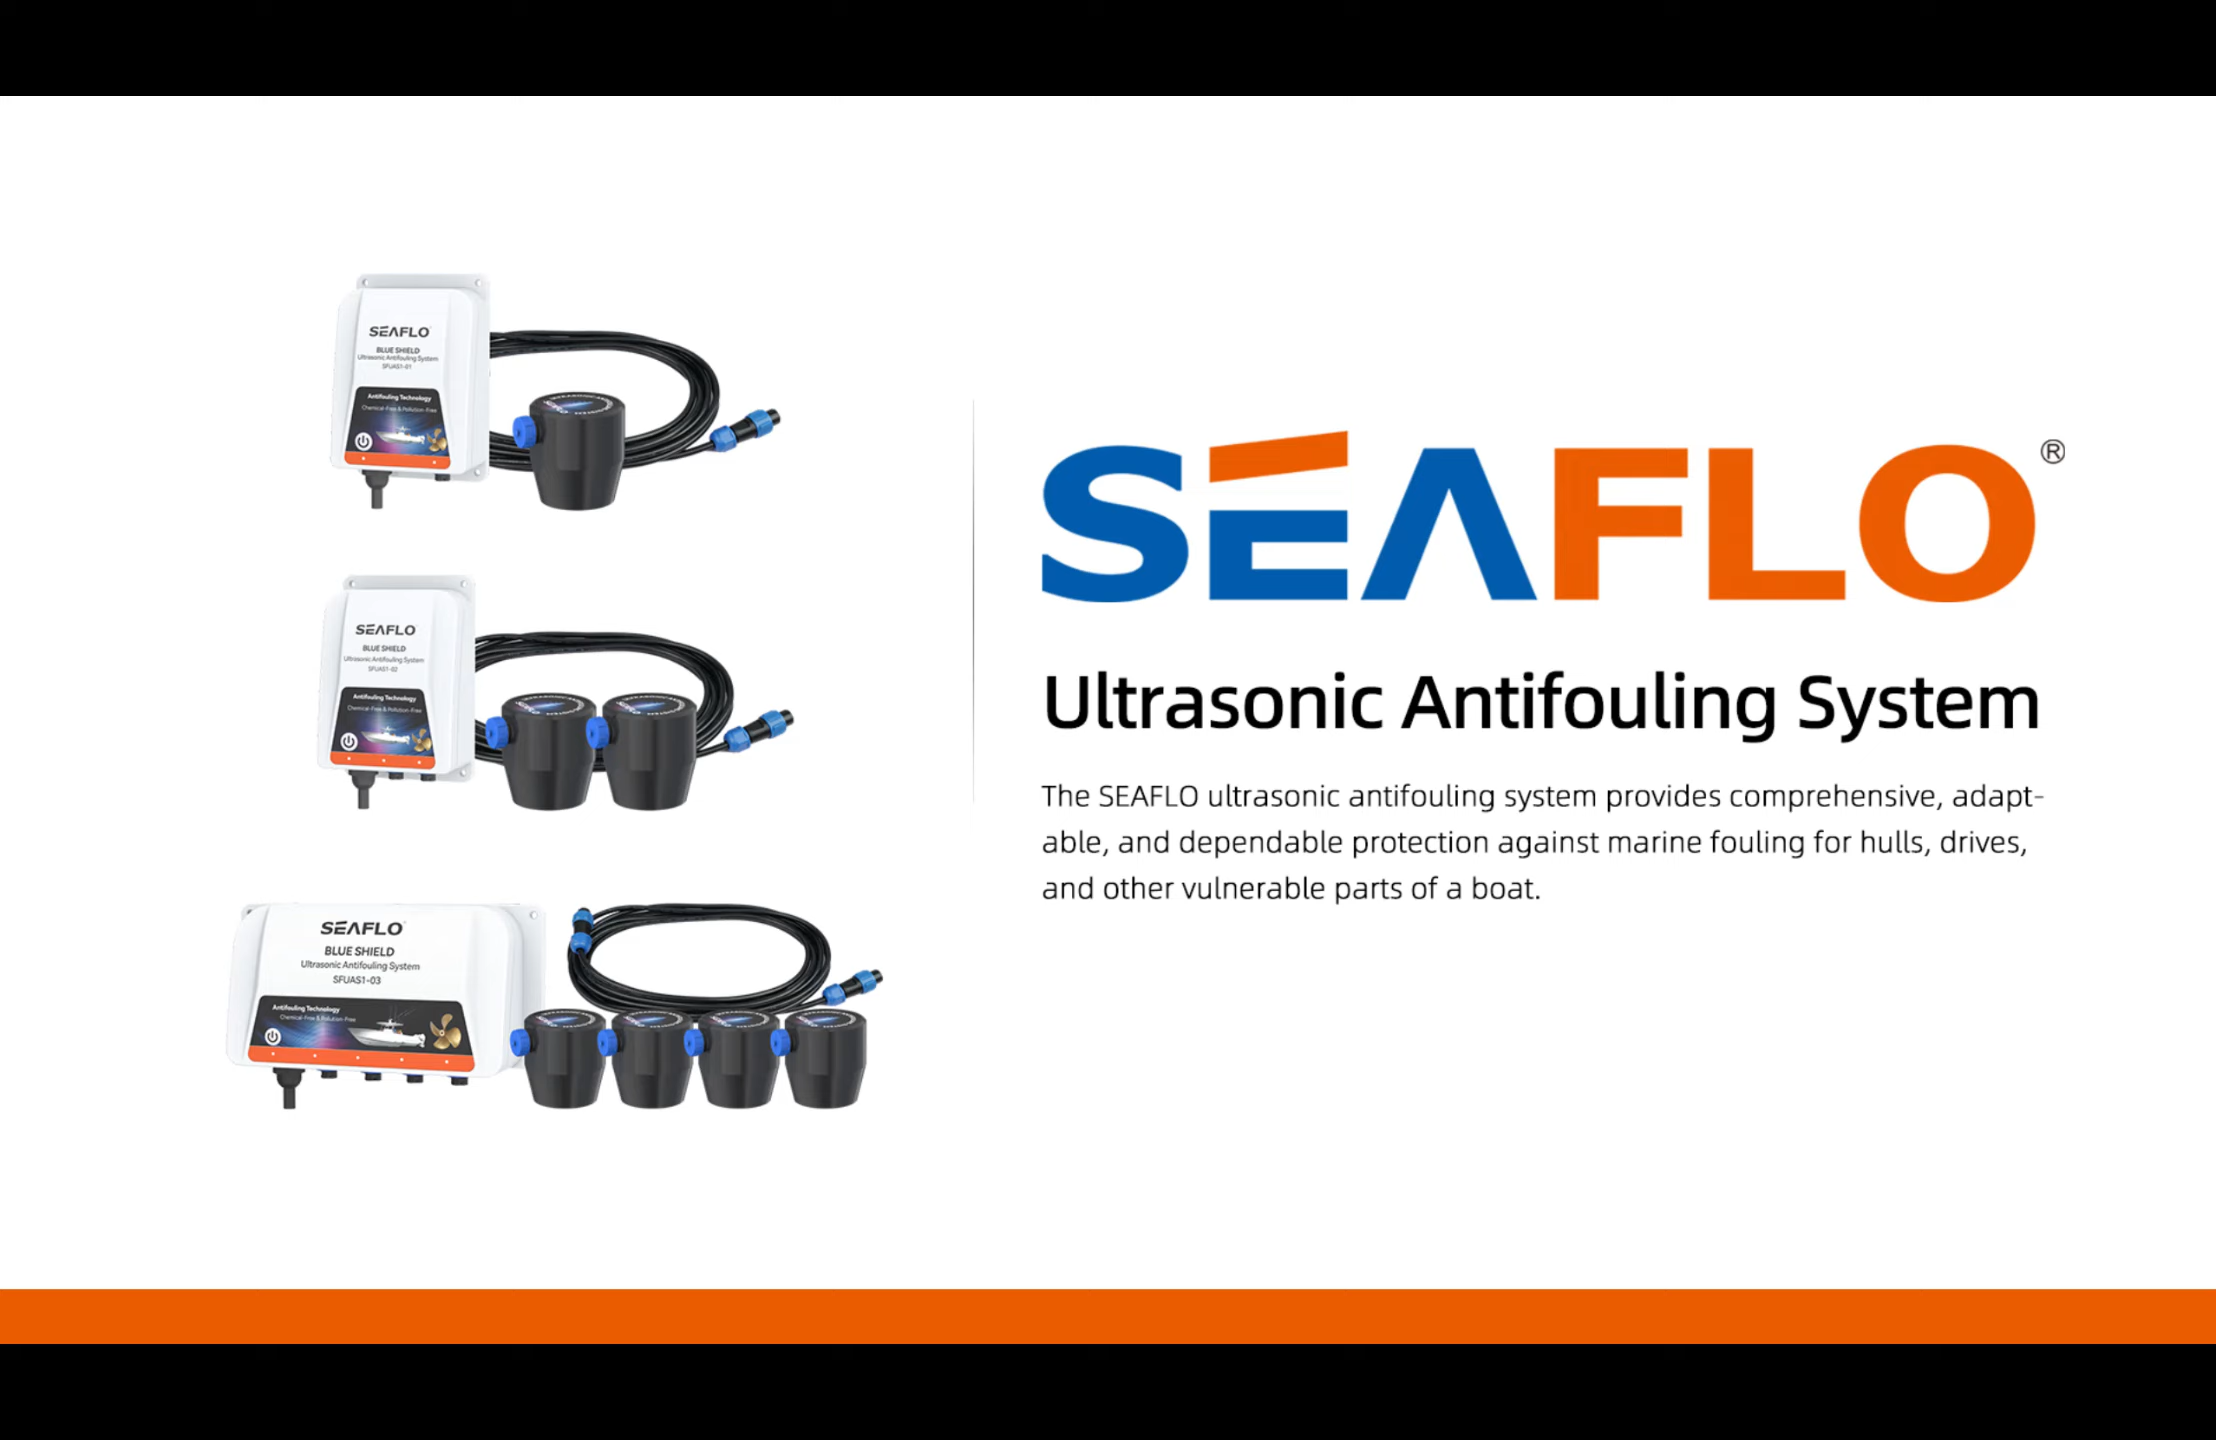 SEAFLO
BLUE SHIELD
Ultrasonic Antifouling System
SFUAS1-01
Antifouling Technology
Chemical-Free & Pollution-Free
SEAFLO
BLUE SHIELD
Ultrasonic Antifouling System
SFUAS1-02
Antifouling Technology
Chemical-Free & Pollution-Free
SEAFLO
BLUE SHIELD
Ultrasonic Antifouling System
SFUAS1-03
Antifouling Technology
Chemical-Free & Pollution-Free
SEAFLO®
Ultrasonic Antifouling System
The SEAFLO ultrasonic antifouling system provides comprehensive, adapt-
able, and dependable protection against marine fouling for hulls, drives,
and other vulnerable parts of a boat.